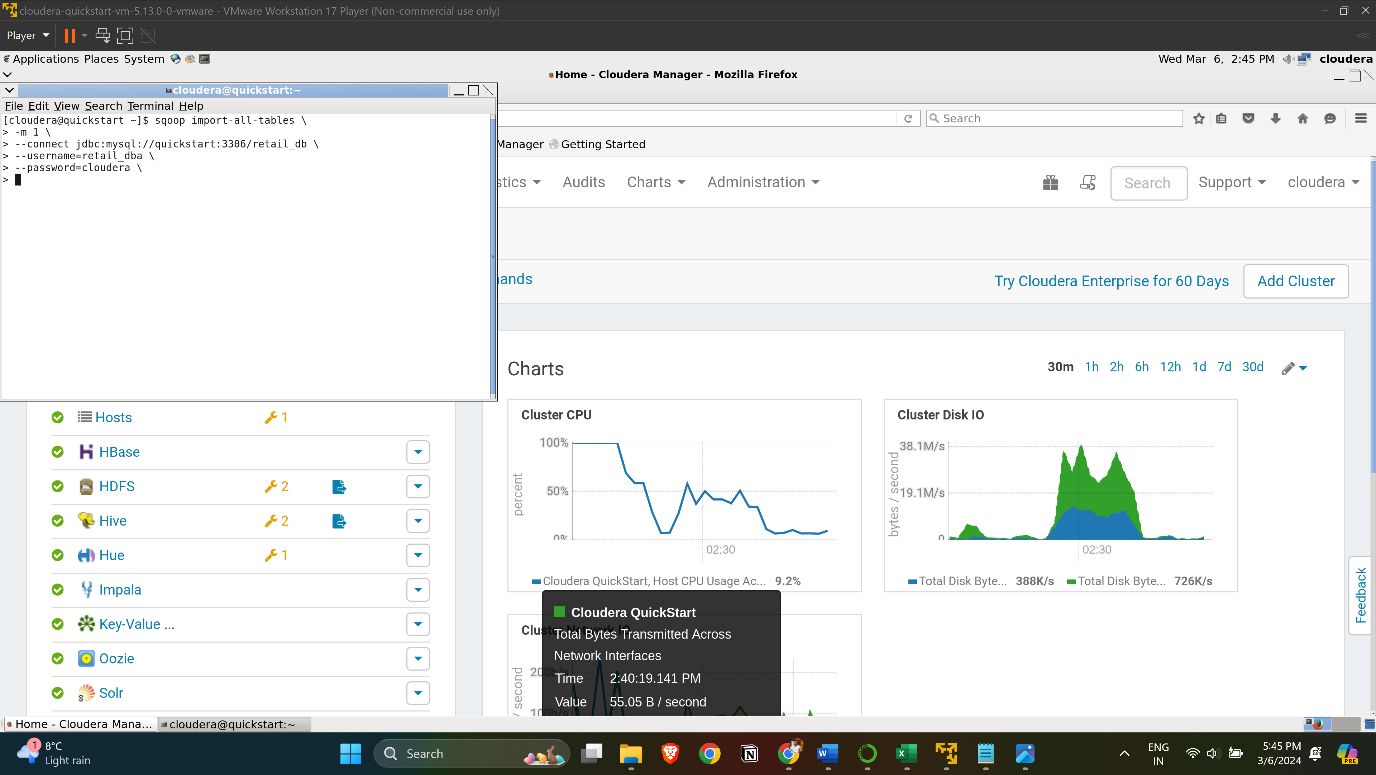 cloudera-quickstart-vm-5.13.0-0-vmware - VMware Workstation 17 Player (Non-commercial use only)
Player
Applications Places System
Wed Mar 6, 2:45 PM
cloudera
Home - Cloudera Manager - Mozilla Firefox
cloudera@quickstart:~
File Edit View Search Terminal Help
[cloudera@quickstart ~]$ sqoop import-all-tables \
> -m 1 \
> --connect jdbc:mysql://quickstart:3306/retail_db \
> --username=retail_dba \
> --password=cloudera \
>
Search
Manager Getting Started
stics Audits Charts Administration
Search Support cloudera
ands
Try Cloudera Enterprise for 60 Days Add Cluster
Charts
30m 1h 2h 6h 12h 1d 7d 30d
Hosts 1
HBase
HDFS 2
Hive 2
Hue 1
Impala
Key-Value ...
Oozie
Solr
Cluster CPU
percent
100%
50%
0%
02:30
Cloudera QuickStart, Host CPU Usage Ac... 9.2%
Cluster Disk IO
bytes / second
38.1M/s
19.1M/s
0
02:30
Total Disk Byte... 388K/s Total Disk Byte... 726K/s
Cluster Network IO
/ second
200b/s
100b/s
Cloudera QuickStart
Total Bytes Transmitted Across
Network Interfaces
Time 2:40:19.141 PM
Value 55.05 B / second
Feedback
Home - Cloudera Mana...
cloudera@quickstart:~
1
8°C
Light rain
Search
ENG
IN
5:45 PM
3/6/2024
PRE